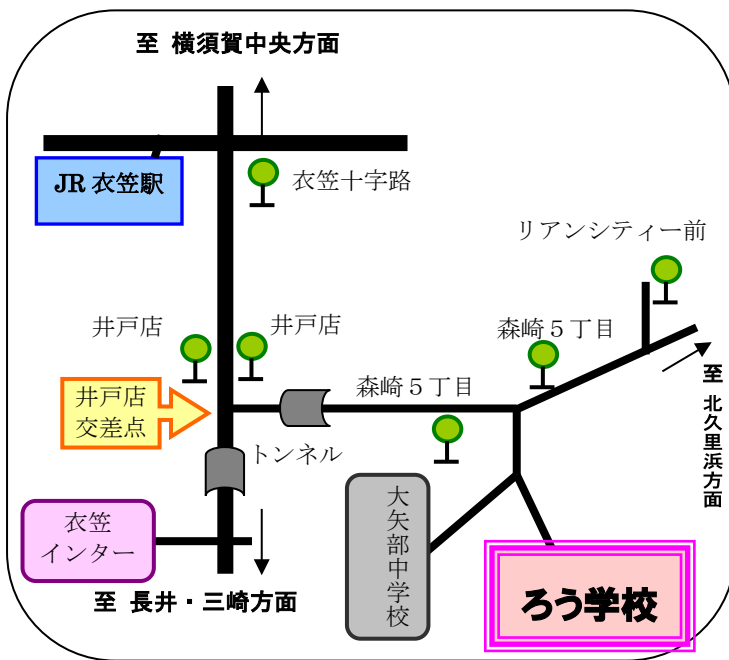 至 横須賀中央方面
JR 衣笠駅
衣笠十字路
リアンシティー前
井戸店
井戸店
森崎５丁目
森崎５丁目
井戸店
交差点
トンネル
至 北久里浜方面
衣笠
インター
大矢部中学校
ろう学校
至 長井・三崎方面